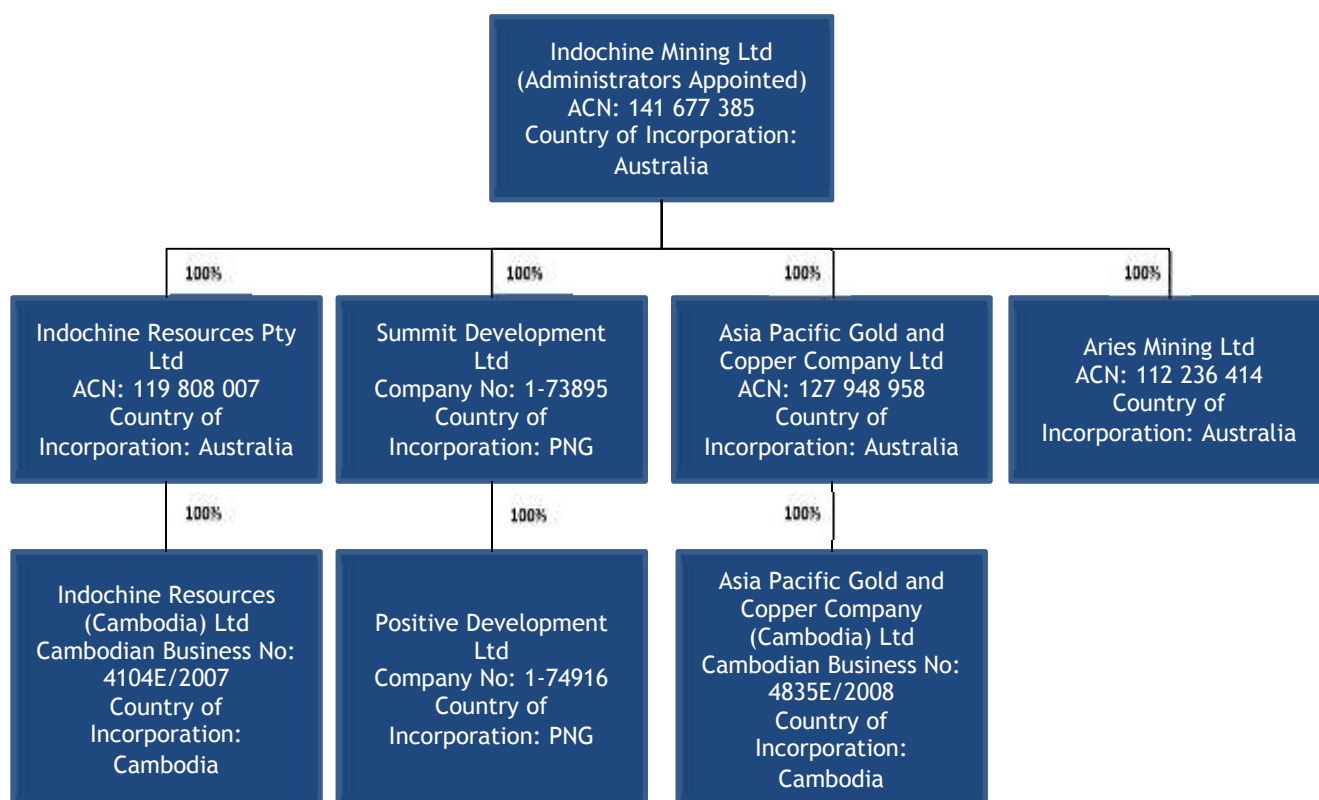 Indochine Mining Ltd
(Administrators Appointed)
ACN: 141 677 385
Country of Incorporation:
Australia
100%
100%
100%
100%
Indochine Resources Pty
Ltd
ACN: 119 808 007
Country of
Incorporation: Australia
Summit Development
Ltd
Company No: 1-73895
Country of
Incorporation: PNG
Asia Pacific Gold and
Copper Company Ltd
ACN: 127 948 958
Country of
Incorporation: Australia
Aries Mining Ltd
ACN: 112 236 414
Country of
Incorporation: Australia
100%
100%
100%
Indochine Resources
(Cambodia) Ltd
Cambodian Business No:
4104E/2007
Country of
Incorporation:
Cambodia
Positive Development
Ltd
Company No: 1-74916
Country of
Incorporation: PNG
Asia Pacific Gold and
Copper Company
(Cambodia) Ltd
Cambodian Business No:
4835E/2008
Country of
Incorporation:
Cambodia